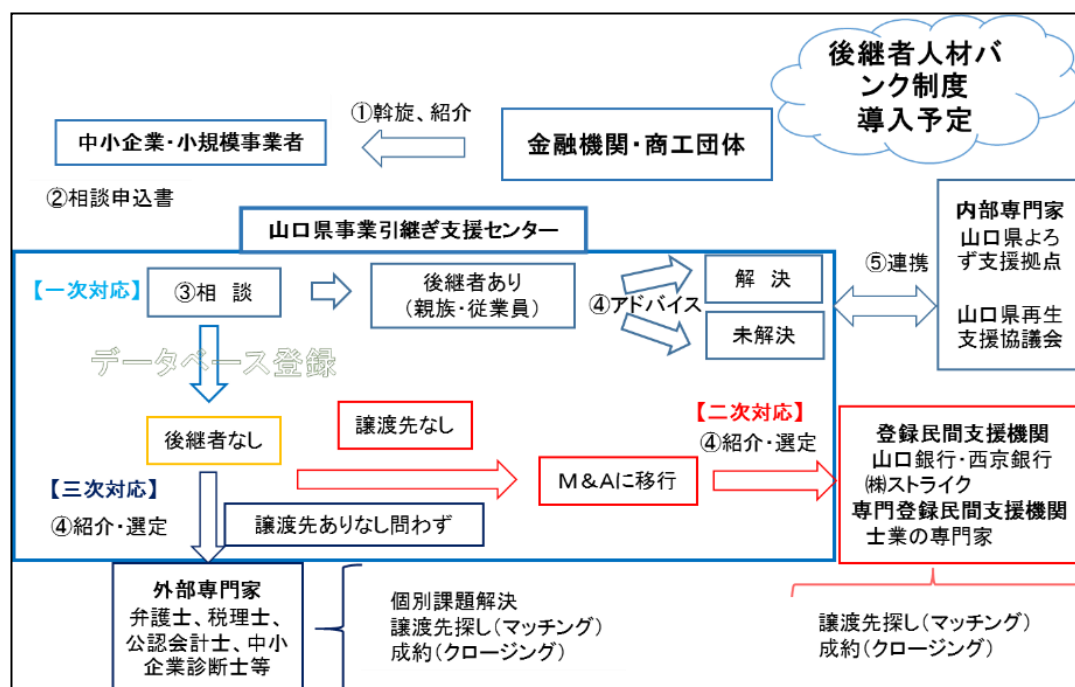 後継者人材バ
ンク制度
導入予定
①斡旋、紹介
中小企業・小規模事業者
金融機関・商工団体
②相談申込書
山口県事業引継ぎ支援センター
内部専門家
山口県よろ
ず支援拠点
山口県再生
支援協議会
⑤連携
【一次対応】
③相 談
後継者あり
(親族・従業員)
④アドバイス
解 決
未解決
データベース登録
後継者なし
譲渡先なし
M&Aに移行
【二次対応】
④紹介・選定
登録民間支援機関
山口銀行・西京銀行
㈱ストライク
専門登録民間支援機関
士業の専門家
【三次対応】
④紹介・選定
譲渡先ありなし問わず
外部専門家
弁護士、税理士、
公認会計士、中小
企業診断士等
個別課題解決
譲渡先探し(マッチング)
成約(クロージング)
譲渡先探し(マッチング)
成約(クロージング)